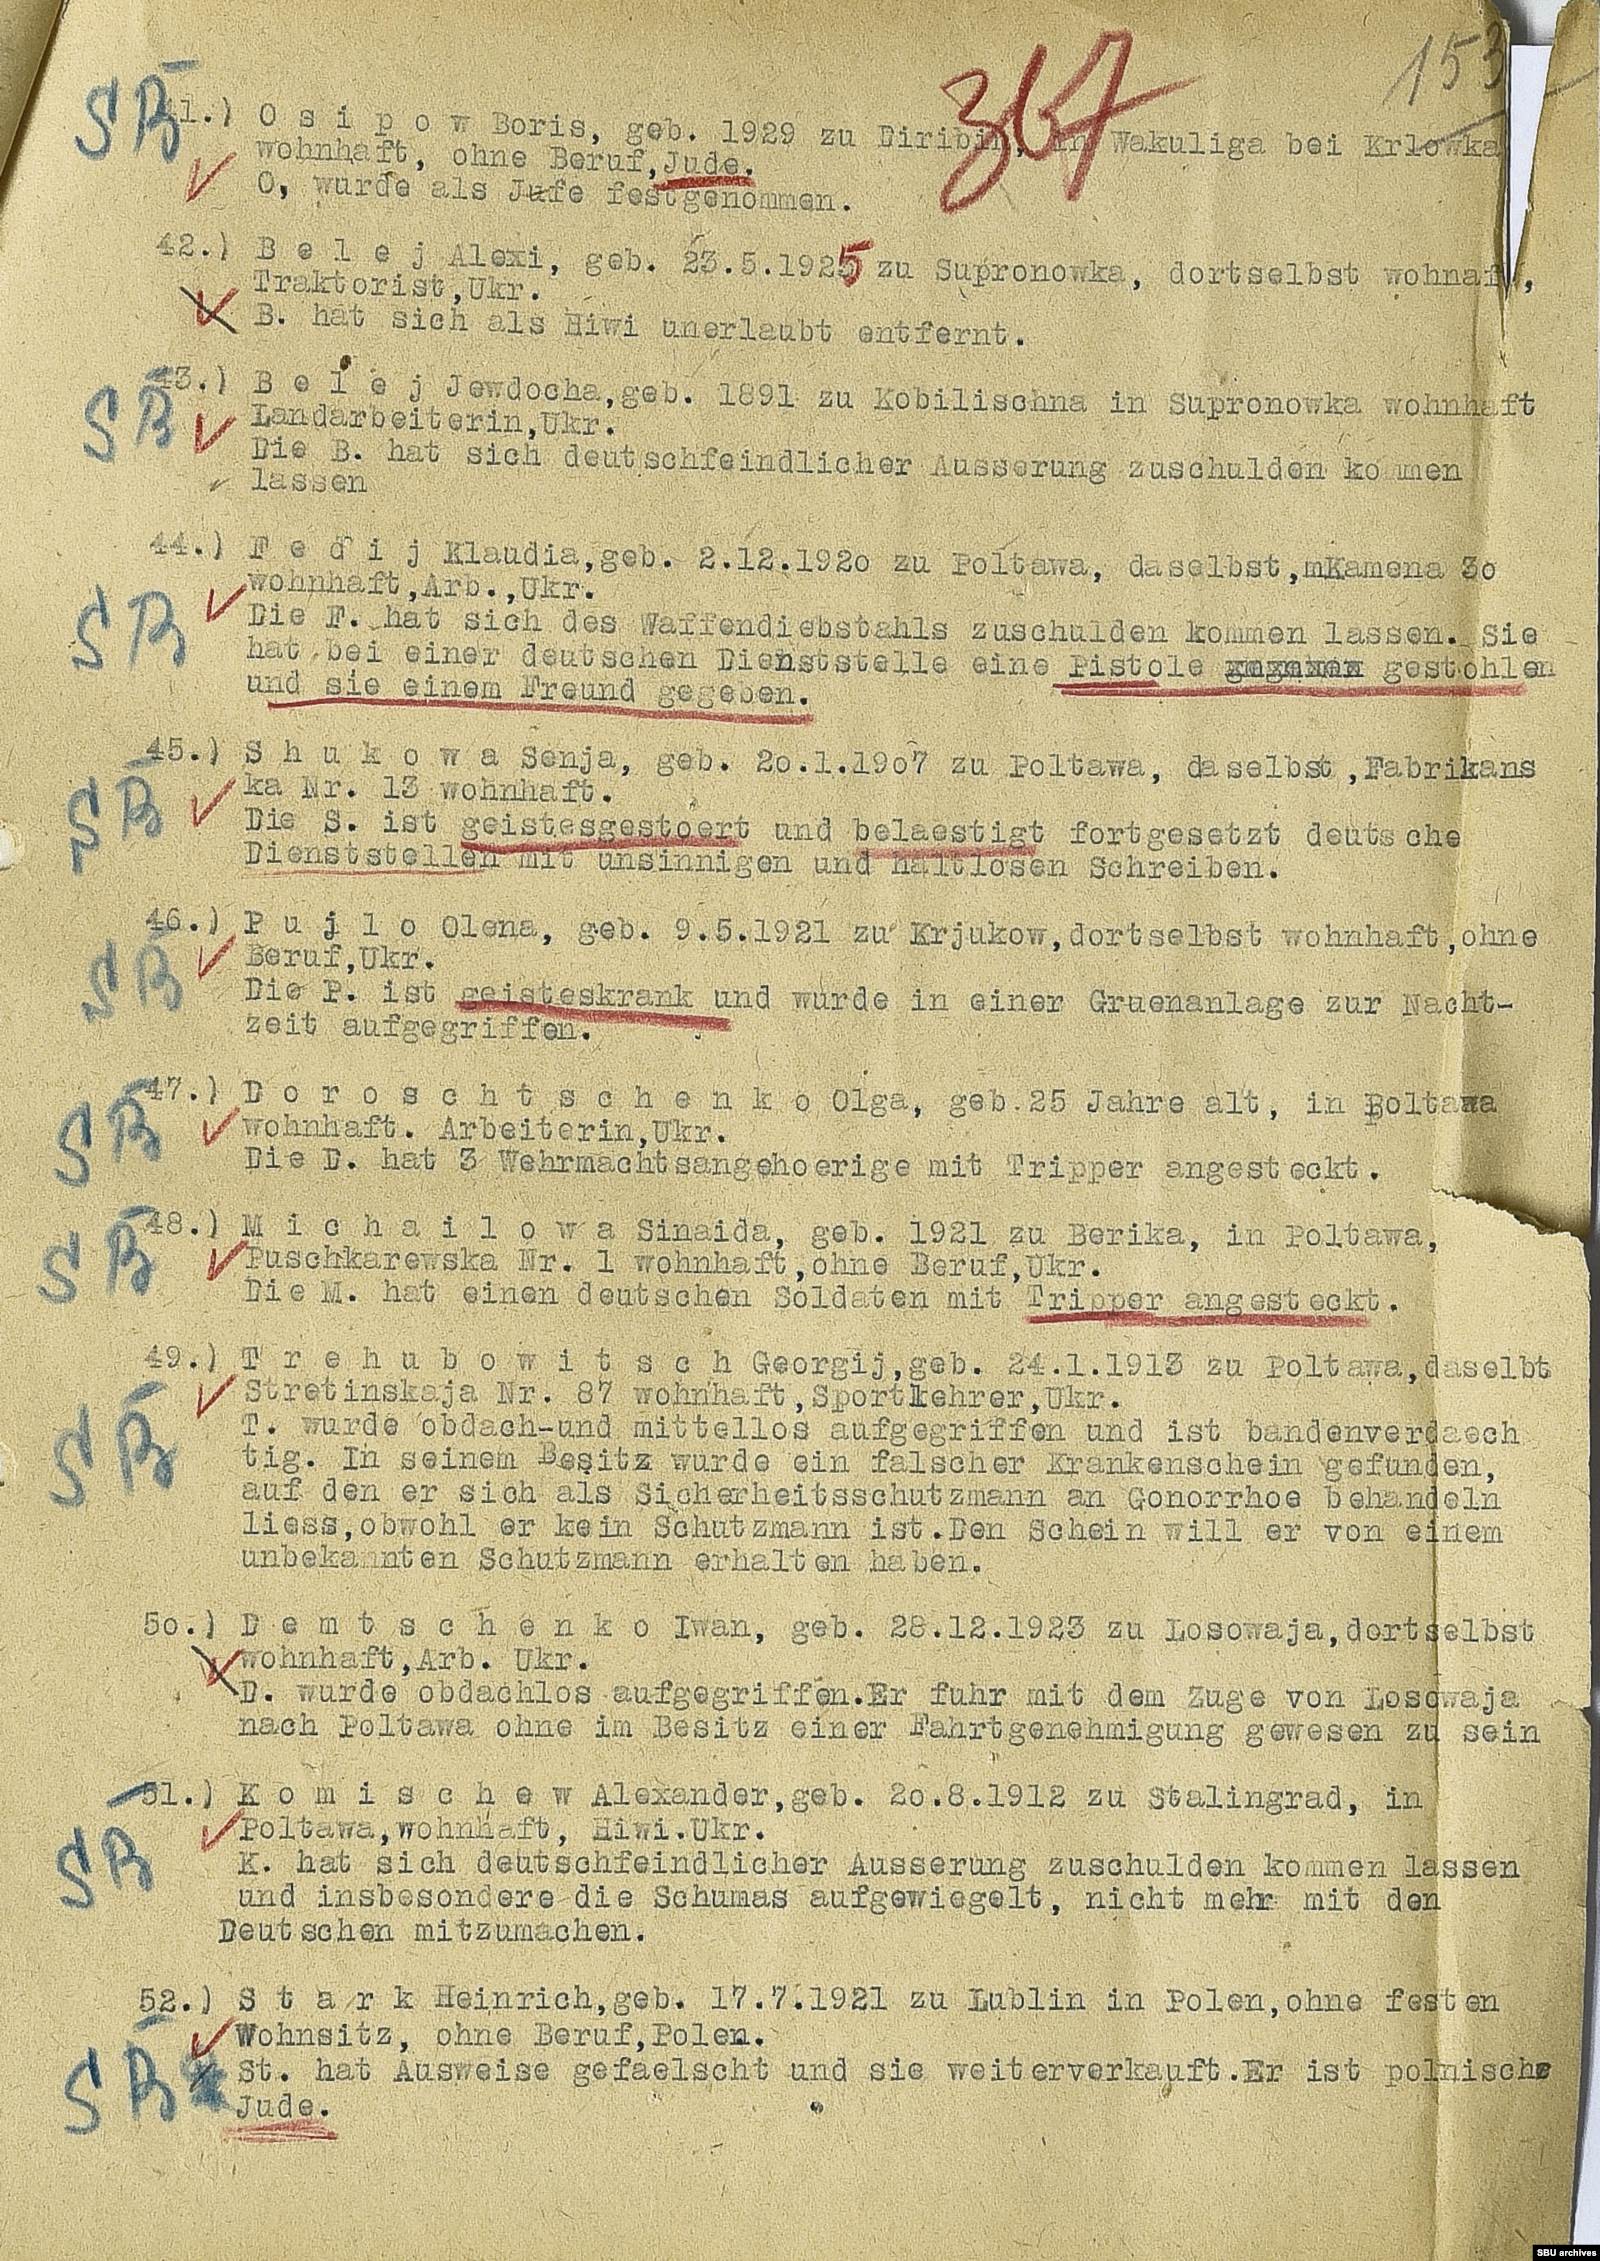 153
367
SB 41.) O s i p o w Boris, geb. 1929 zu Diribin, in Wakuliga bei Krlowka
wohnhaft, ohne Beruf,Jude.
O, wurde als Jufe festgenommen.
42.) B e l e j Alexi, geb. 23.5.1925 zu Supronowka, dortselbst wohnaft,
Traktorist,Ukr.
B. hat sich als Hiwi unerlaubt entfernt.
SB 43.) B e l e j Jewdocha,geb. 1891 zu Kobilischna in Supronowka wohnhaft
Landarbeiterin,Ukr.
Die B. hat sich deutschfeindlicher Ausserung zuschulden kommen
lassen
44.) F e d i j Klaudia,geb. 2.12.192o zu Poltawa, daselbst,mKamena 3o
SB wohnhaft,Arb.,Ukr.
Die F. hat sich des Waffendiebstahls zuschulden kommen lassen. Sie
hat bei einer deutschen Dienststelle eine Pistole gestohlen
und sie einem Freund gegeben.
45.) S h u k o w a Senja, geb. 2o.1.19o7 zu Poltawa, daselbst,Fabrikans
SB ka Nr. 13 wohnhaft.
Die S. ist geistesgestoert und belaestigt fortgesetzt deutsche
Dienststellen mit unsinnigen und haltlosen Schreiben.
46.) P u j l o Olena, geb. 9.5.1921 zu Krjukow,dortselbst wohnhaft,ohne
SB Beruf,Ukr.
Die P. ist geisteskrank und wurde in einer Gruenanlage zur Nacht-
zeit aufgegriffen.
47.) D o r o s c h t s c h e n k o Olga, geb.25 Jahre alt, in Poltawa
SB wohnhaft. Arbeiterin,Ukr.
Die D. hat 3 Wehrmachtsangehoerige mit Tripper angesteckt.
48.) M i c h a i l o w a Sinaida, geb. 1921 zu Berika, in Poltawa,
SB Puschkarewska Nr. 1 wohnhaft,ohne Beruf,Ukr.
Die M. hat einen deutschen Soldaten mit Tripper angesteckt.
49.) T r e h u b o w i t s c h Georgij,geb. 24.1.1913 zu Poltawa,daselbt
Stretinskaja Nr. 87 wohnhaft,Sportlehrer,Ukr.
SB T. wurde obdach-und mittellos aufgegriffen und ist bandenverdaech
tig. In seinem Besitz wurde ein falscher Krankenschein gefunden,
auf den er sich als Sicherheitsschutzmann an Gonorrhoe behandeln
liess,obwohl er kein Schutzmann ist.Den Schein will er von einem
unbekannten Schutzmann erhalten haben.
5o.) D e m t s c h e n k o Iwan, geb. 28.12.1923 zu Losowaja,dortselbst
wohnhaft,Arb. Ukr.
D. wurde obdachlos aufgegriffen.Er fuhr mit dem Zuge von Losowaja
nach Poltawa ohne im Besitz einer Fahrtgenehmigung gewesen zu sein
51.) K o m i s c h e w Alexander,geb. 2o.8.1912 zu Stalingrad, in
Poltawa,wohnhaft, Hiwi.Ukr.
SB K. hat sich deutschfeindlicher Ausserung zuschulden kommen lassen
und insbesondere die Schumas aufgewiegelt, nicht mehr mit den
Deutschen mitzumachen.
52.) S t a r k Heinrich,geb. 17.7.1921 zu Lublin in Polen,ohne festen
Wohnsitz, ohne Beruf,Polen.
SB St. hat Ausweise gefaelscht und sie weiterverkauft.Er ist polnische
Jude.
SBU archives